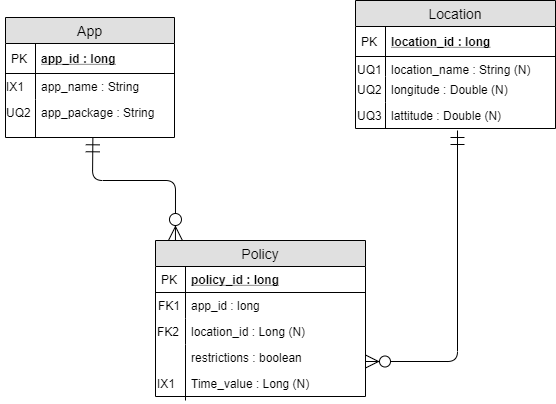 App
PK app_id : long
IX1 app_name : String
UQ2 app_package : String
Location
PK location_id : long
UQ1 location_name : String (N)
UQ2 longitude : Double (N)
UQ3 lattitude : Double (N)
Policy
PK policy_id : long
FK1 app_id : long
FK2 location_id : Long (N)
restrictions : boolean
IX1 Time_value : Long (N)